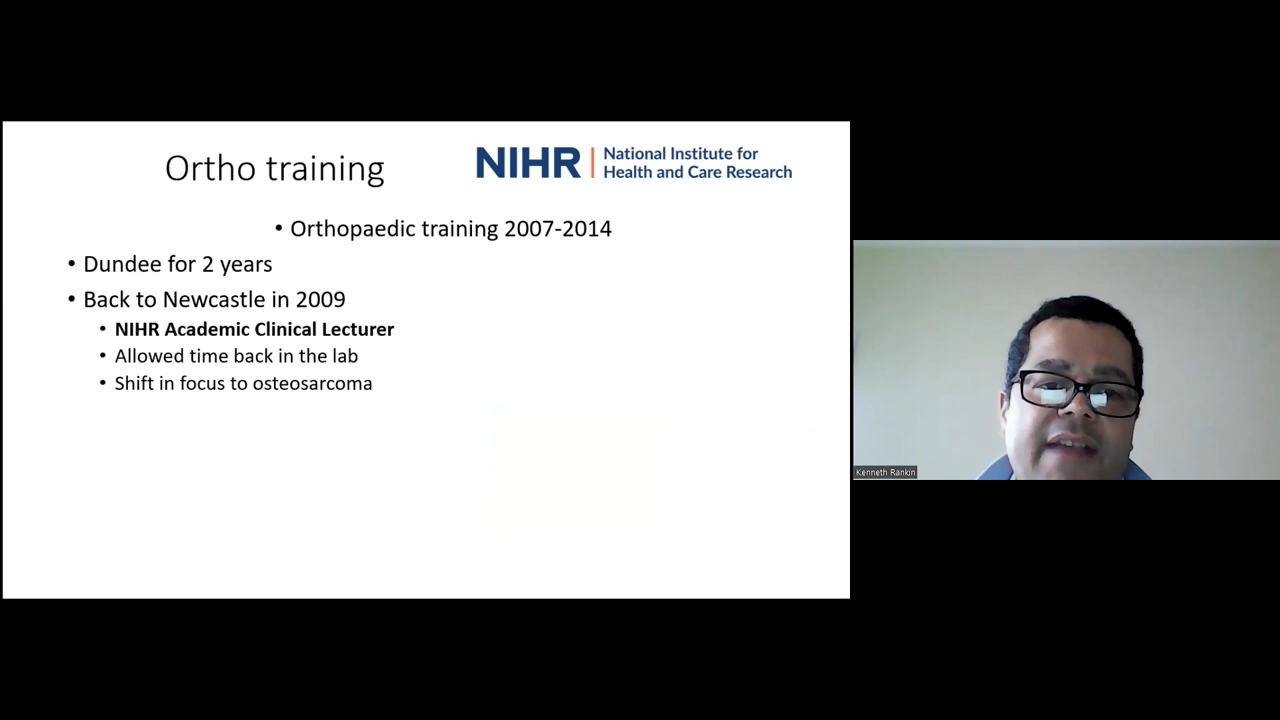 Ortho training
NIHR | National Institute for
Health and Care Research
• Orthopaedic training 2007-2014
• Dundee for 2 years
• Back to Newcastle in 2009
• NIHR Academic Clinical Lecturer
• Allowed time back in the lab
• Shift in focus to osteosarcoma
Kenneth Rankin